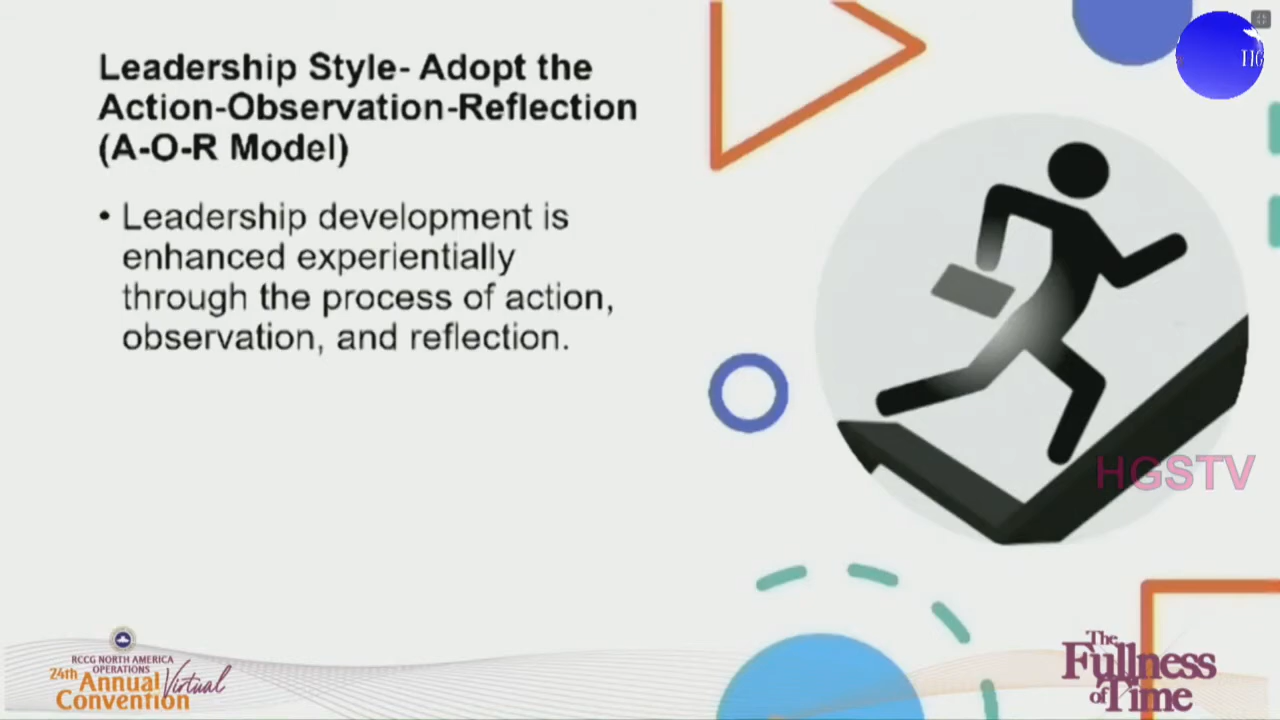 Leadership Style- Adopt the
Action-Observation-Reflection
(A-O-R Model)
• Leadership development is
enhanced experientially
through the process of action,
observation, and reflection.
HGSTV
RCCG NORTH AMERICA
OPERATIONS
24th Annual Virtual
Convention
The
Fullness
of Time